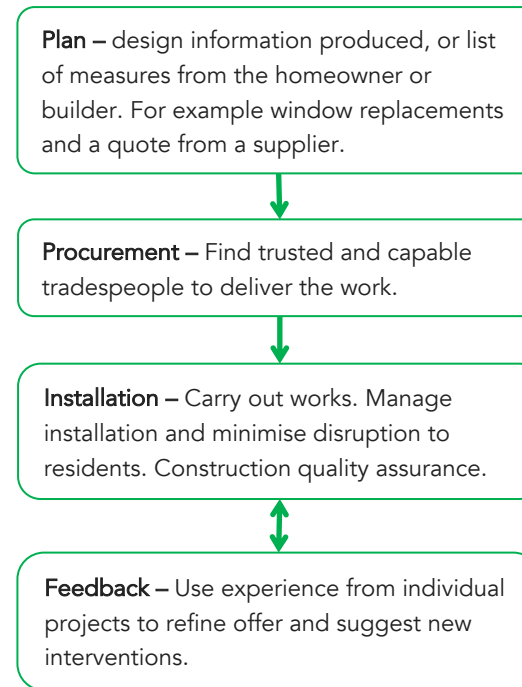 Plan – design information produced, or list
of measures from the homeowner or
builder. For example window replacements
and a quote from a supplier.
Procurement – Find trusted and capable
tradespeople to deliver the work.
Installation – Carry out works. Manage
installation and minimise disruption to
residents. Construction quality assurance.
Feedback – Use experience from individual
projects to refine offer and suggest new
interventions.